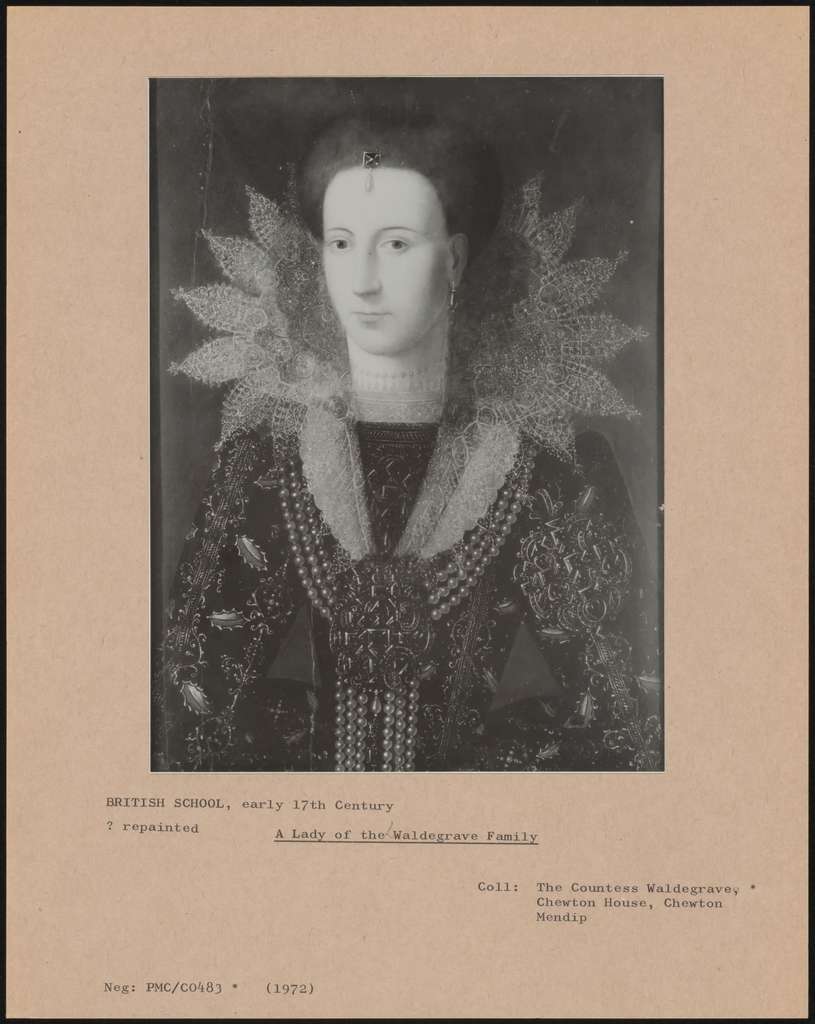 BRITISH SCHOOL, early 17th Century
? repainted
A Lady of the Waldegrave Family
Coll: The Countess Waldegrave, *
Chewton House, Chewton
Mendip
Neg: PMC/C0483 * (1972)